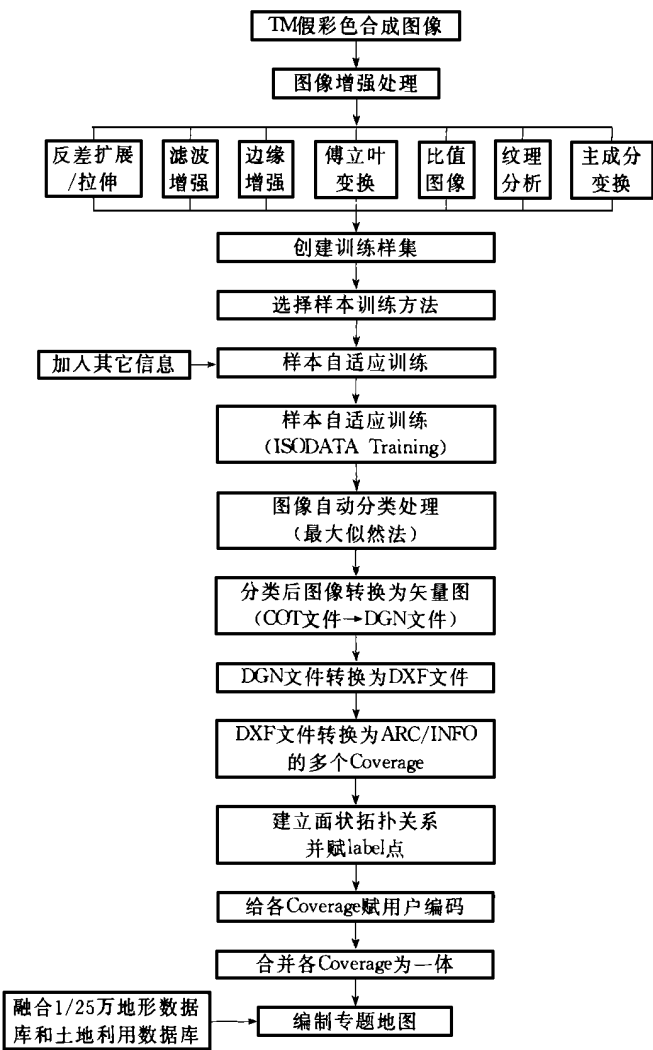 TM假彩色合成图像
图像增强处理
反差扩展
/拉伸
滤波
增强
边缘
增强
傅立叶
变换
比值
图像
纹理
分析
主成分
变换
创建训练样集
选择样本训练方法
加入其它信息
样本自适应训练
样本自适应训练
(ISODATA Training)
图像自动分类处理
(最大似然法)
分类后图像转换为矢量图
(COT文件→DGN文件)
DGN文件转换为DXF文件
DXF文件转换为ARC/INFO
的多个Coverage
建立面状拓扑关系
并赋label点
给各Coverage赋用户编码
合并各Coverage为一体
融合1/25万地形数据
库和土地利用数据库
编制专题地图